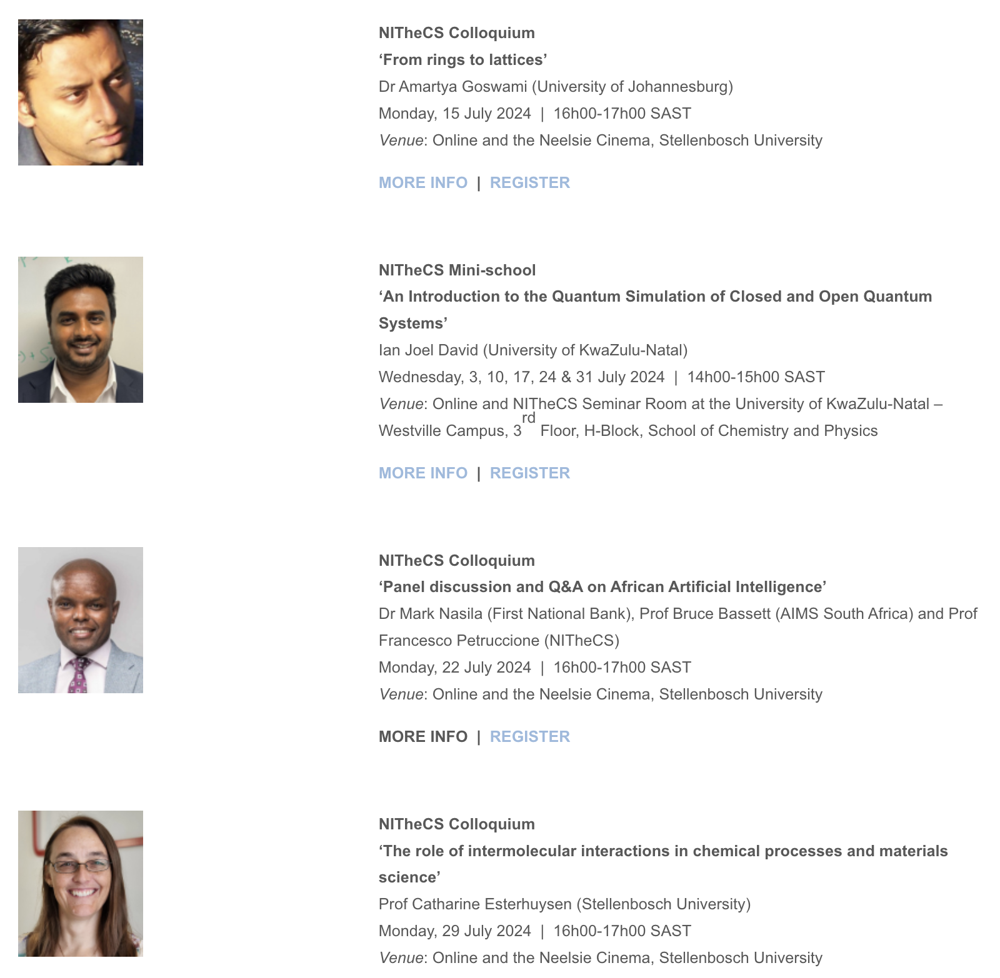 NITheCS Colloquium
‘From rings to lattices’
Dr Amartya Goswami (University of Johannesburg)
Monday, 15 July 2024 | 16h00-17h00 SAST
Venue: Online and the Neelsie Cinema, Stellenbosch University
MORE INFO | REGISTER
NITheCS Mini-school
‘An Introduction to the Quantum Simulation of Closed and Open Quantum
Systems’
Ian Joel David (University of KwaZulu-Natal)
Wednesday, 3, 10, 17, 24 & 31 July 2024 | 14h00-15h00 SAST
Venue: Online and NITheCS Seminar Room at the University of KwaZulu-Natal –
Westville Campus, 3rd Floor, H-Block, School of Chemistry and Physics
MORE INFO | REGISTER
NITheCS Colloquium
‘Panel discussion and Q&A on African Artificial Intelligence’
Dr Mark Nasila (First National Bank), Prof Bruce Bassett (AIMS South Africa) and Prof
Francesco Petruccione (NITheCS)
Monday, 22 July 2024 | 16h00-17h00 SAST
Venue: Online and the Neelsie Cinema, Stellenbosch University
MORE INFO | REGISTER
NITheCS Colloquium
‘The role of intermolecular interactions in chemical processes and materials
science’
Prof Catharine Esterhuysen (Stellenbosch University)
Monday, 29 July 2024 | 16h00-17h00 SAST
Venue: Online and the Neelsie Cinema, Stellenbosch University